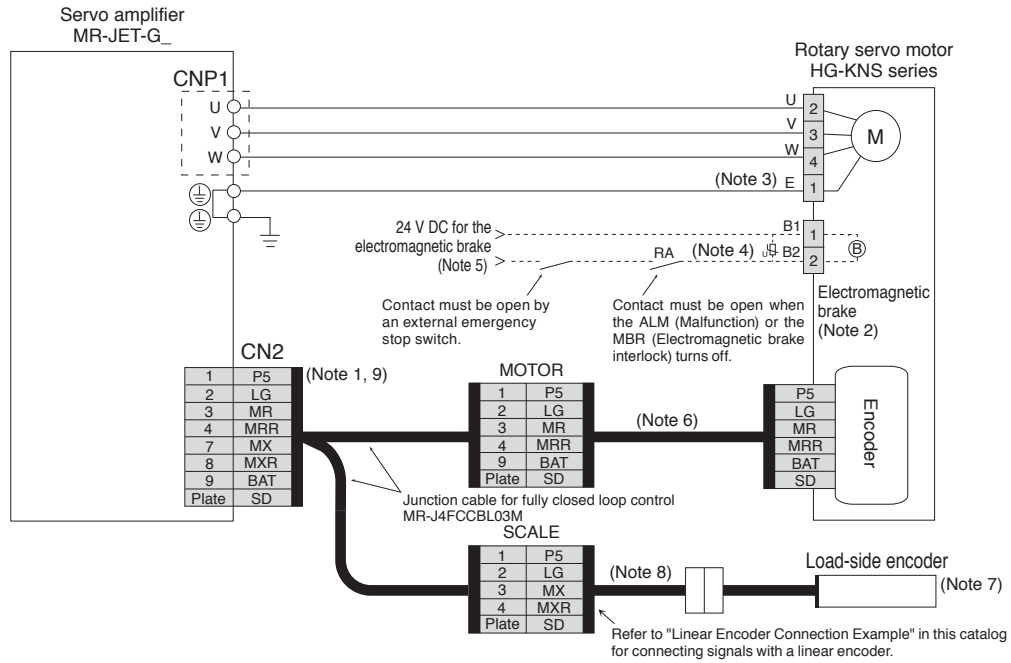 Servo amplifier
MR-JET-G_
Rotary servo motor
HG-KNS series
CNP1
U
V
W
U 2
V 3
W 4
(Note 3) E 1
M
24 V DC for the
electromagnetic brake
(Note 5)
RA (Note 4)
U
B1 1
B2 2
B
Contact must be open by
an external emergency
stop switch.
Contact must be open when
the ALM (Malfunction) or the
MBR (Electromagnetic brake
interlock) turns off.
Electromagnetic
brake
(Note 2)
CN2
(Note 1, 9)
1 P5
2 LG
3 MR
4 MRR
7 MX
8 MXR
9 BAT
Plate SD
MOTOR
1 P5
2 LG
3 MR
4 MRR
9 BAT
Plate SD
(Note 6)
P5
LG
MR
MRR
BAT
SD
Encoder
Junction cable for fully closed loop control
MR-J4FCCBL03M
SCALE
1 P5
2 LG
3 MX
4 MXR
Plate SD
(Note 8)
Load-side encoder
(Note 7)
Refer to "Linear Encoder Connection Example" in this catalog
for connecting signals with a linear encoder.